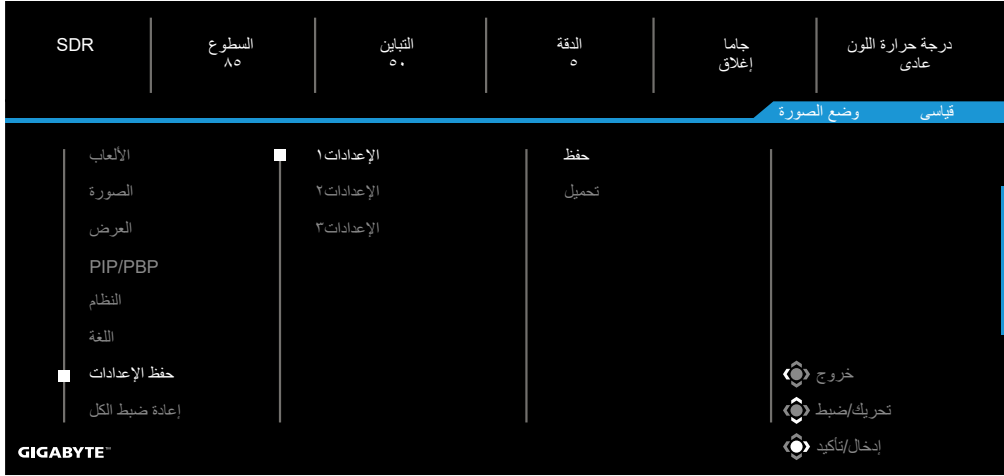 SDR
السطوع
٨٥
التباين
٥٠
الدقة
٥
جاما
إغلاق
درجة حرارة اللون
عادى
وضع الصورة
قياسى
الألعاب
الصورة
العرض
PIP/PBP
النظام
اللغة
حفظ الإعدادات
إعادة ضبط الكل
الإعدادات١
الإعدادات٢
الإعدادات٣
حفظ
تحميل
خروج
تحريك/ضبط
إدخال/تأكيد
GIGABYTE™